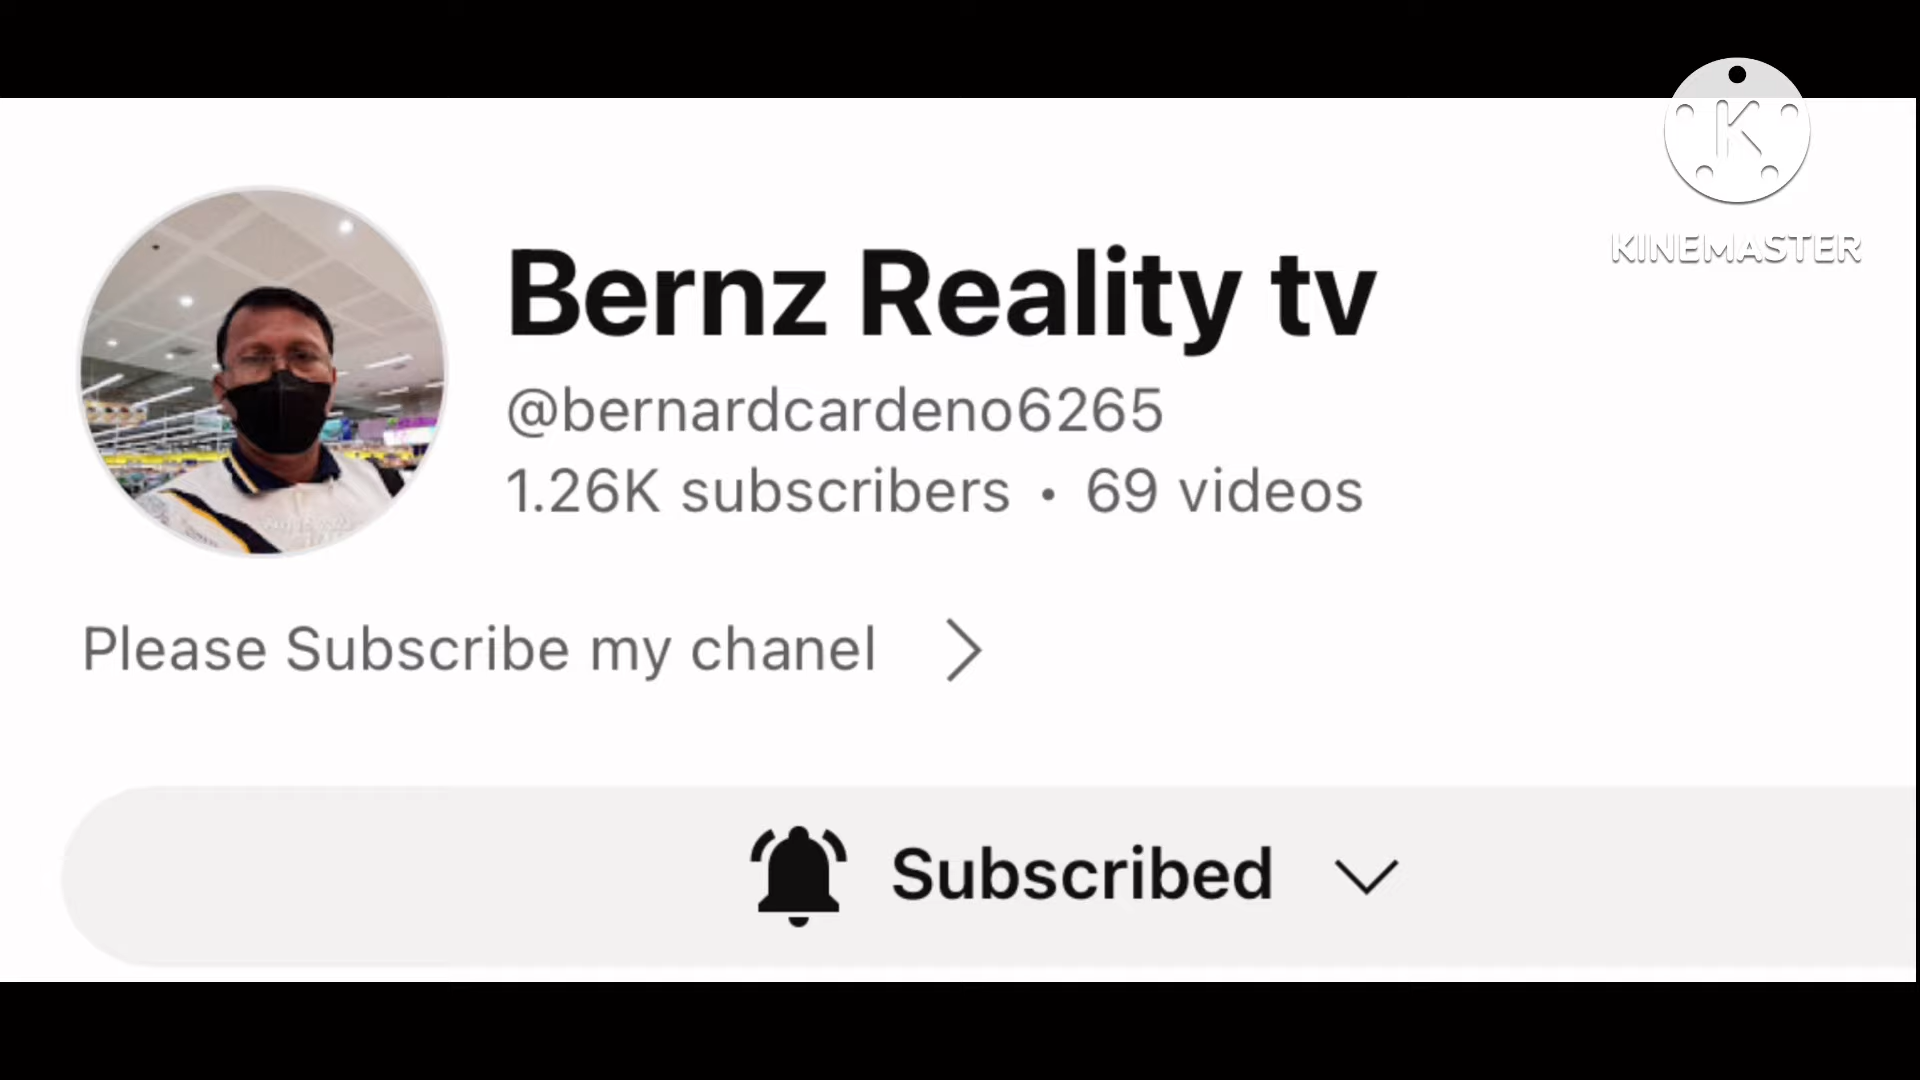 K
KINEMASTER
Bernz Reality tv
@bernardcardeno6265
1.26K subscribers • 69 videos
Please Subscribe my chanel
Subscribed